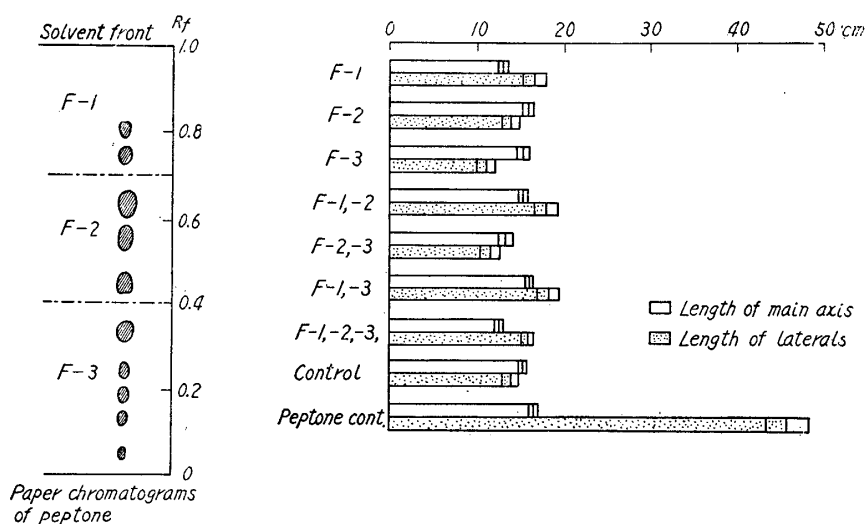 Solvent front
Rf
1.0
F-1
0.8
F-2
0.6
0.4
F-3
0.2
0
Paper chromatograms
of peptone
0 10 20 30 40 50 cm
F-1
F-2
F-3
F-1,-2
F-2,-3
F-1,-3
F-1,-2,-3,
Control
Peptone cont.
Length of main axis
Length of laterals